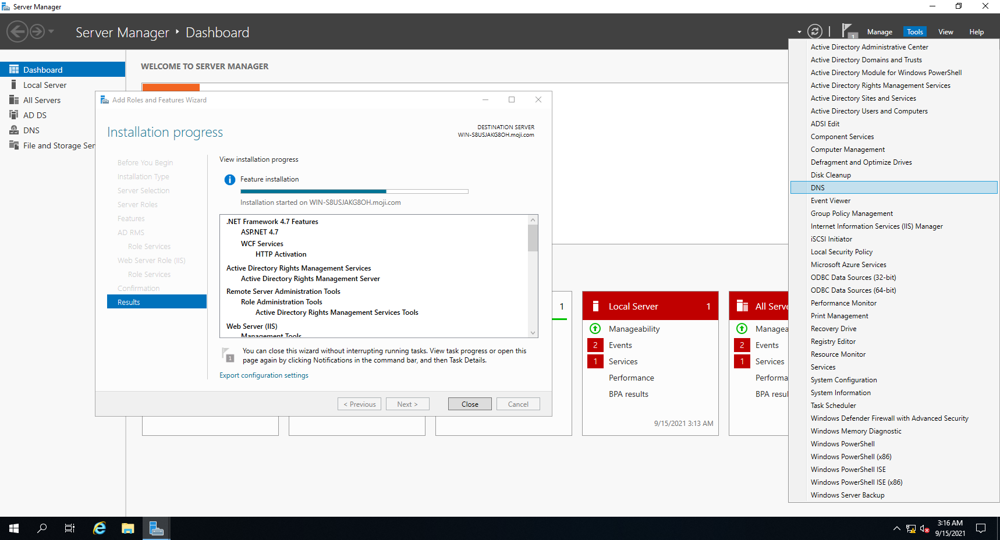 Server Manager
Server Manager ‣ Dashboard
1
Manage
Tools
View
Help
Dashboard
Local Server
All Servers
AD DS
DNS
File and Storage Ser
WELCOME TO SERVER MANAGER
Add Roles and Features Wizard
Installation progress
DESTINATION SERVER
WIN-S8USJAKG8OH.moji.com
Before You Begin
Installation Type
Server Selection
Server Roles
Features
AD RMS
Role Services
Web Server Role (IIS)
Role Services
Confirmation
Results
View installation progress
Feature installation
Installation started on WIN-S8USJAKG8OH.moji.com
.NET Framework 4.7 Features
ASP.NET 4.7
WCF Services
HTTP Activation
Active Directory Rights Management Services
Active Directory Rights Management Server
Remote Server Administration Tools
Role Administration Tools
Active Directory Rights Management Services Tools
Web Server (IIS)
Management Tools
1
You can close this wizard without interrupting running tasks. View task progress or open this
page again by clicking Notifications in the command bar, and then Task Details.
Export configuration settings
< Previous
Next >
Close
Cancel
1
Local Server 1
Manageability
2 Events
1 Services
Performance
BPA results
9/15/2021 3:13 AM
All Serve
Managea
2 Events
1 Services
Performa
BPA resul
Active Directory Administrative Center
Active Directory Domains and Trusts
Active Directory Module for Windows PowerShell
Active Directory Rights Management Services
Active Directory Sites and Services
Active Directory Users and Computers
ADSI Edit
Component Services
Computer Management
Defragment and Optimize Drives
Disk Cleanup
DNS
Event Viewer
Group Policy Management
Internet Information Services (IIS) Manager
iSCSI Initiator
Local Security Policy
Microsoft Azure Services
ODBC Data Sources (32-bit)
ODBC Data Sources (64-bit)
Performance Monitor
Print Management
Recovery Drive
Registry Editor
Resource Monitor
Services
System Configuration
System Information
Task Scheduler
Windows Defender Firewall with Advanced Security
Windows Memory Diagnostic
Windows PowerShell
Windows PowerShell (x86)
Windows PowerShell ISE
Windows PowerShell ISE (x86)
Windows Server Backup
3:16 AM
9/15/2021